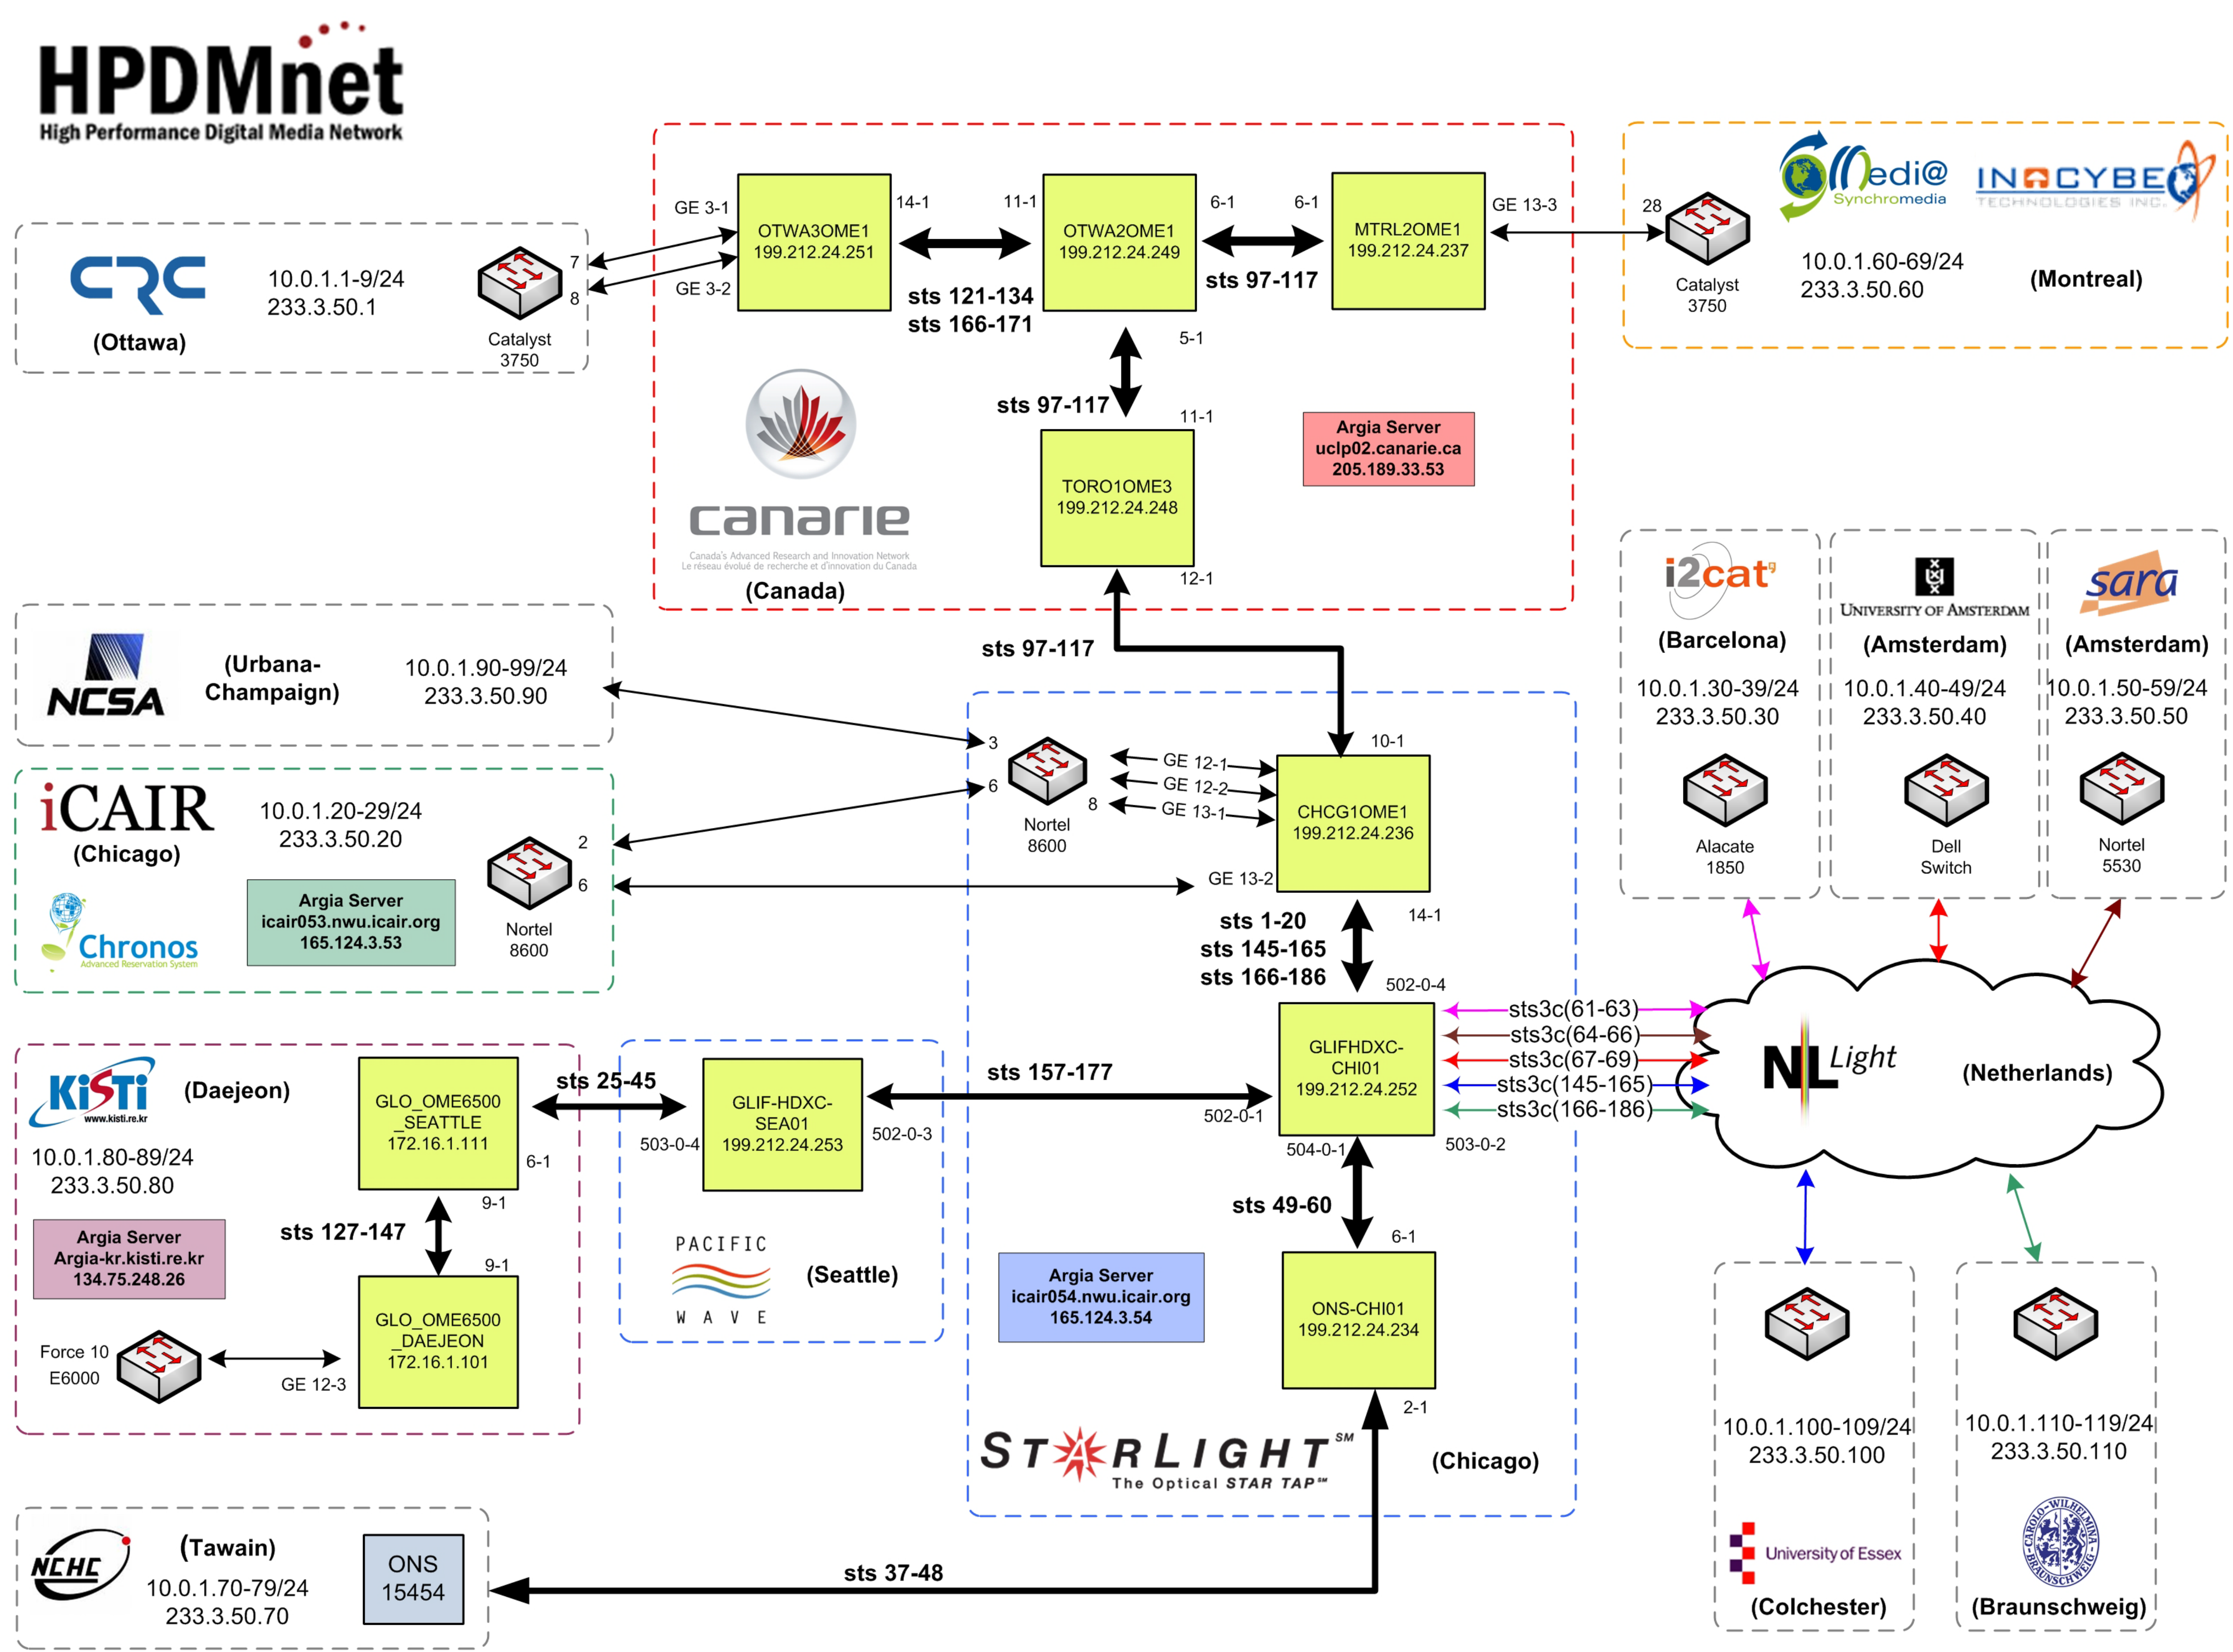 HPDMnet
High Performance Digital Media Network
CRC
(Ottawa)
10.0.1.1-9/24
233.3.50.1
7
8
Catalyst
3750
GE 3-1
GE 3-2
OTWA3OME1
199.212.24.251
14-1
11-1
sts 121-134
sts 166-171
OTWA2OME1
199.212.24.249
6-1
6-1
sts 97-117
5-1
MTRL2OME1
199.212.24.237
GE 13-3
28
Catalyst
3750
Medi@
Synchromedia
INOCYBE
TECHNOLOGIES INC.
10.0.1.60-69/24
233.3.50.60
(Montreal)
sts 97-117
11-1
TORO1OME3
199.212.24.248
12-1
Argia Server
uclp02.canarie.ca
205.189.33.53
canarie
Canada's Advanced Research and Innovation Network
Le réseau évolué de recherche et d'innovation du Canada
(Canada)
sts 97-117
NCSA
(Urbana-
Champaign)
10.0.1.90-99/24
233.3.50.90
iCAIR
(Chicago)
10.0.1.20-29/24
233.3.50.20
Chronos
Advanced Reservation System
Argia Server
icair053.nwu.icair.org
165.124.3.53
2
6
Nortel
8600
3
6
8
Nortel
8600
GE 12-1
GE 12-2
GE 13-1
GE 13-2
10-1
CHCG1OME1
199.212.24.236
14-1
sts 1-20
sts 145-165
sts 166-186
502-0-4
GLIFHDXC-
CHI01
199.212.24.252
502-0-1
504-0-1
503-0-2
i2cat
(Barcelona)
10.0.1.30-39/24
233.3.50.30
Alacate
1850
UNIVERSITY OF AMSTERDAM
(Amsterdam)
10.0.1.40-49/24
233.3.50.40
Dell
Switch
sara
(Amsterdam)
10.0.1.50-59/24
233.3.50.50
Nortel
5530
sts3c(61-63)
sts3c(64-66)
sts3c(67-69)
sts3c(145-165)
sts3c(166-186)
NL Light
(Netherlands)
KiSTi
www.kisti.re.kr
(Daejeon)
10.0.1.80-89/24
233.3.50.80
Argia Server
Argia-kr.kisti.re.kr
134.75.248.26
GLO_OME6500
_SEATTLE
172.16.1.111
6-1
9-1
sts 127-147
9-1
GLO_OME6500
_DAEJEON
172.16.1.101
Force 10
E6000
GE 12-3
sts 25-45
503-0-4
GLIF-HDXC-
SEA01
199.212.24.253
502-0-3
PACIFIC
WAVE
(Seattle)
sts 157-177
sts 49-60
6-1
ONS-CHI01
199.212.24.234
2-1
Argia Server
icair054.nwu.icair.org
165.124.3.54
STARLIGHT SM
The Optical STAR TAP SM
(Chicago)
NCHC
(Tawain)
10.0.1.70-79/24
233.3.50.70
ONS
15454
sts 37-48
10.0.1.100-109/24
233.3.50.100
University of Essex
(Colchester)
10.0.1.110-119/24
233.3.50.110
CAROLO-WILHELMINA
BRAUNSCHWEIG
(Braunschweig)